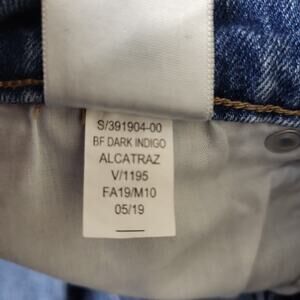 S/391904-00
BF DARK INDIGO
ALCATRAZ
V/1195
FA19/M10
05/19